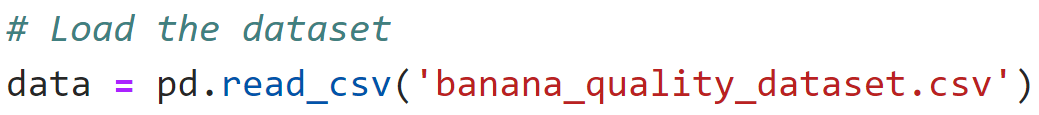 # Load the dataset
data = pd.read_csv('banana_quality_dataset.csv')